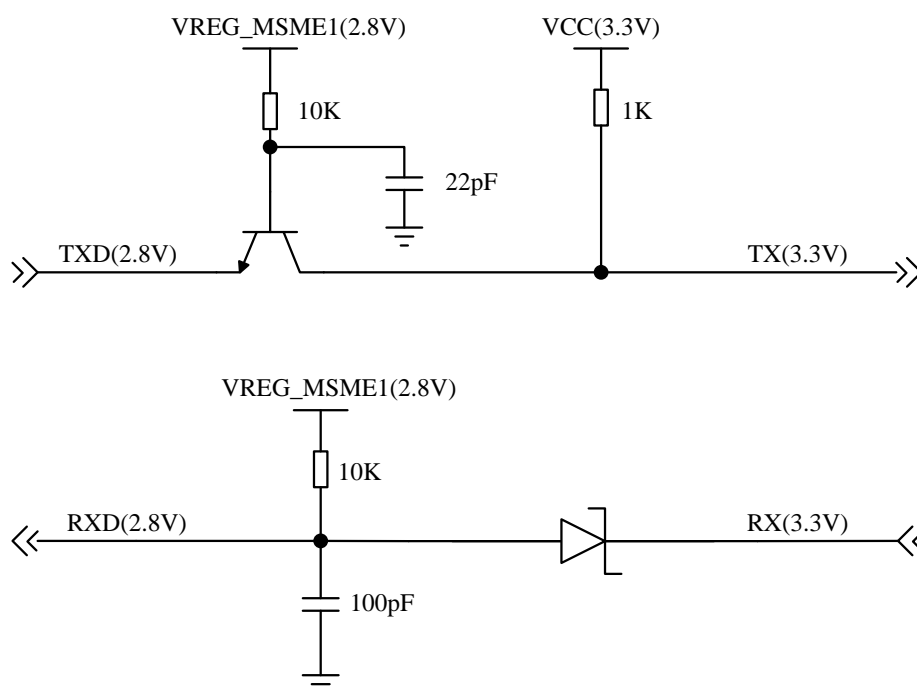 VREG_MSME1(2.8V)
VCC(3.3V)
10K
1K
22pF
TXD(2.8V)
TX(3.3V)
VREG_MSME1(2.8V)
10K
RXD(2.8V)
RX(3.3V)
100pF